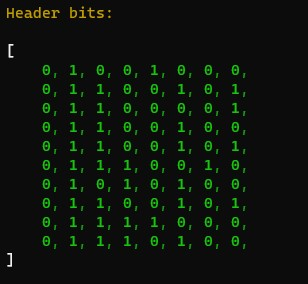 Header bits:
[
0, 1, 0, 0, 1, 0, 0, 0,
0, 1, 1, 0, 0, 1, 0, 1,
0, 1, 1, 0, 0, 0, 0, 1,
0, 1, 1, 0, 0, 1, 0, 0,
0, 1, 1, 0, 0, 1, 0, 1,
0, 1, 1, 1, 0, 0, 1, 0,
0, 1, 0, 1, 0, 1, 0, 0,
0, 1, 1, 0, 0, 1, 0, 1,
0, 1, 1, 1, 1, 0, 0, 0,
0, 1, 1, 1, 0, 1, 0, 0,
]